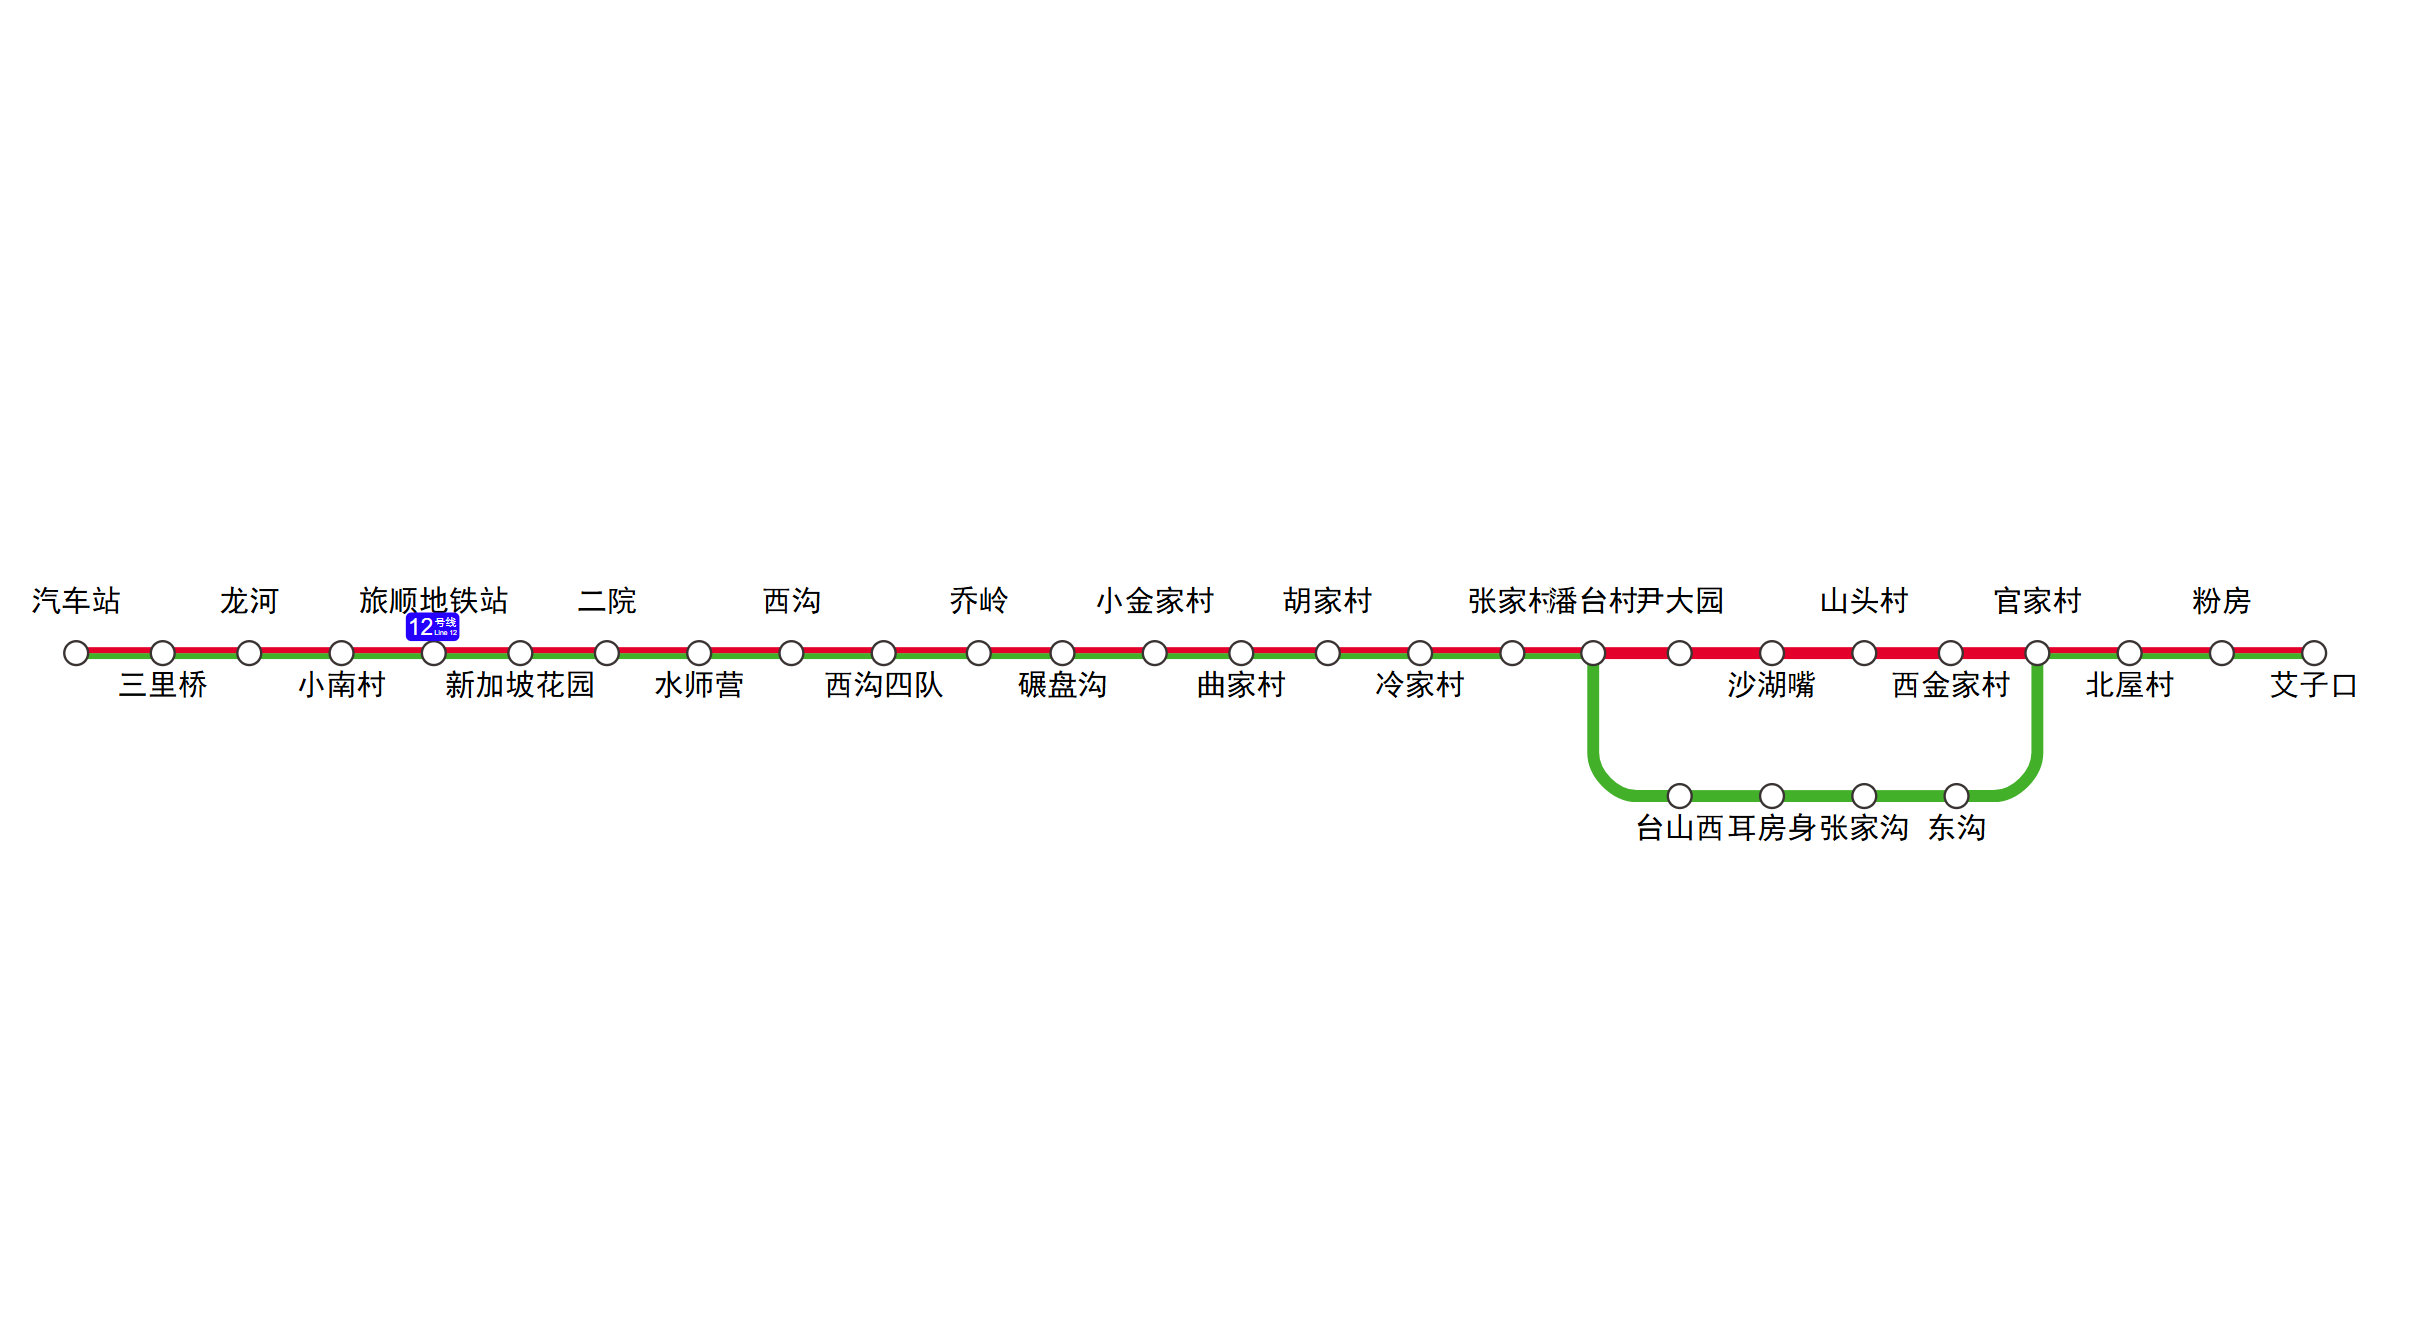 汽车站
龙河
旅顺地铁站
二院
西沟
乔岭
小金家村
胡家村
张家村
潘台村
尹大园
山头村
官家村
粉房
12号线
Line 12
三里桥
小南村
新加坡花园
水师营
西沟四队
碾盘沟
曲家村
冷家村
沙湖嘴
西金家村
北屋村
艾子口
台山西
耳房身
张家沟
东沟